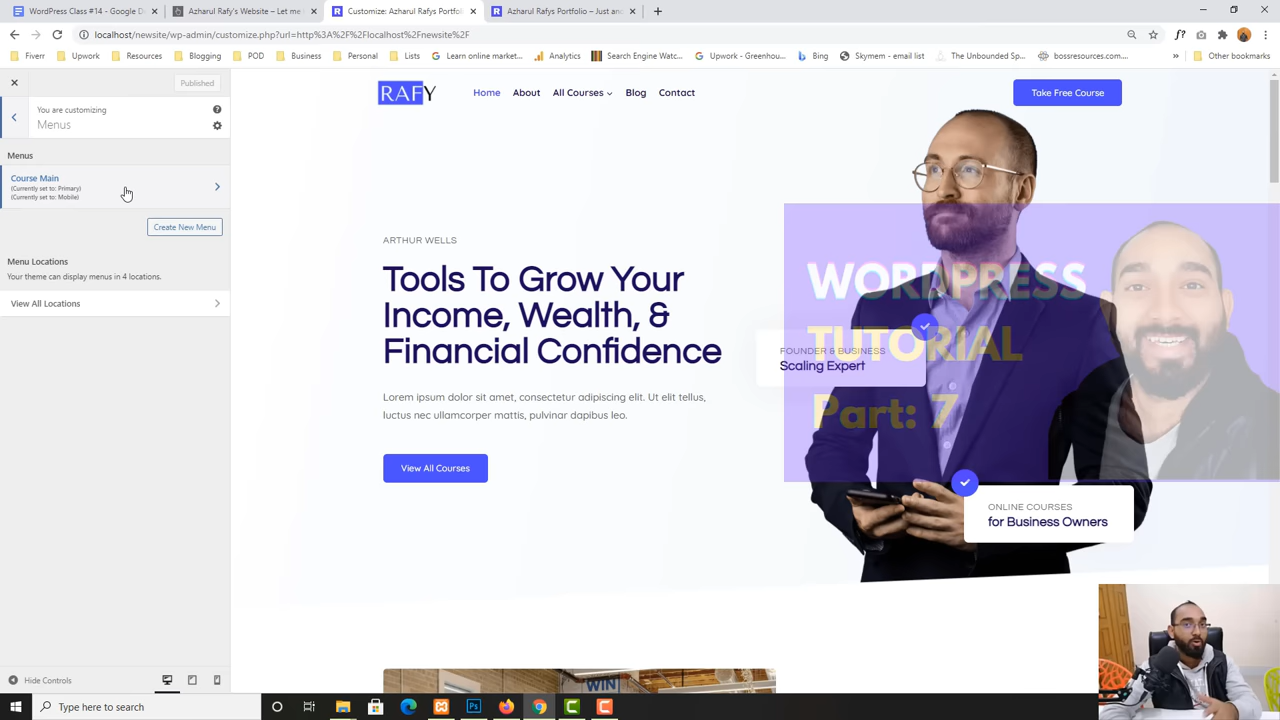 WordPress Class #14 - Google D
Azharul Rafy's Website – Let me
Customize: Azharul Rafys Portfol
Azharul Rafys Portfolio – Just an
localhost/newsite/wp-admin/customize.php?url=http%3A%2F%2Flocalhost%2Fnewsite%2F
Fiverr
Upwork
Resources
Blogging
POD
Business
Personal
Lists
Learn online market...
Analytics
Search Engine Watc...
Upwork - Greenhou...
Bing
Skymem - email list
The Unbounded Sp...
bossresources.com...
»
Other bookmarks
Published
You are customizing
Menus
Menus
Course Main
(Currently set to: Primary)
(Currently set to: Mobile)
Create New Menu
Menu Locations
Your theme can display menus in 4 locations.
View All Locations
Hide Controls
RAFY
Home
About
All Courses
Blog
Contact
Take Free Course
ARTHUR WELLS
Tools To Grow Your
Income, Wealth, &
Financial Confidence
Lorem ipsum dolor sit amet, consectetur adipiscing elit. Ut elit tellus,
luctus nec ullamcorper mattis, pulvinar dapibus leo.
View All Courses
WORDPRESS
TUTORIAL
Part: 7
FOUNDER & BUSINESS
Scaling Expert
ONLINE COURSES
for Business Owners
WIN
Type here to search